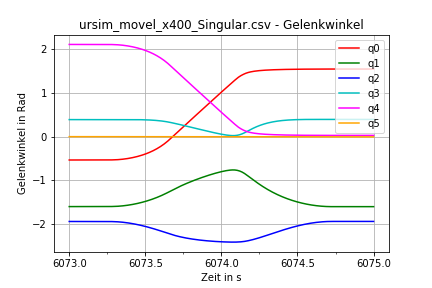 ursim_movel_x400_Singular.csv - Gelenkwinkel
Gelenkwinkel in Rad
2
1
0
−1
−2
q0
q1
q2
q3
q4
q5
6073.0 6073.5 6074.0 6074.5 6075.0
Zeit in s